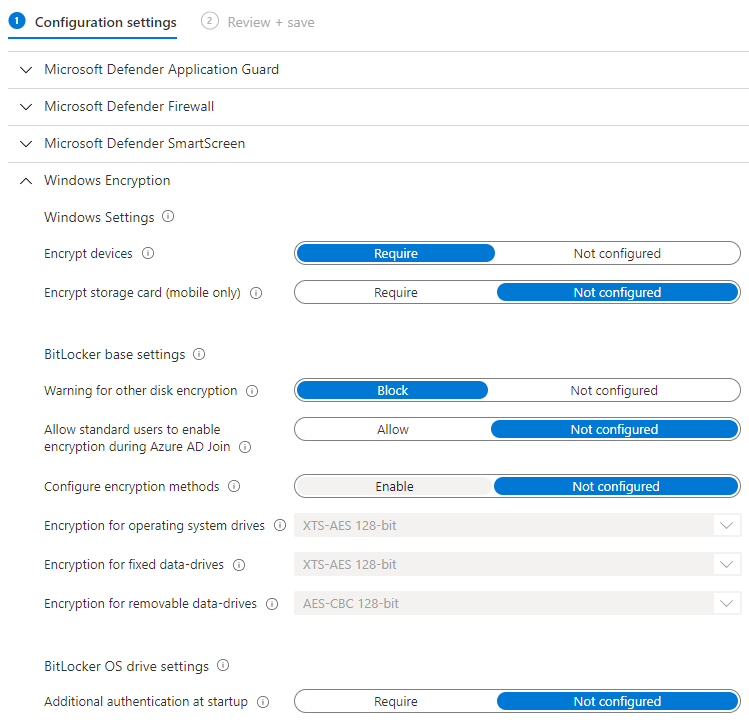 1 Configuration settings 2 Review + save
Microsoft Defender Application Guard
Microsoft Defender Firewall
Microsoft Defender SmartScreen
Windows Encryption
Windows Settings
Encrypt devices Require Not configured
Encrypt storage card (mobile only) Require Not configured
BitLocker base settings
Warning for other disk encryption Block Not configured
Allow standard users to enable
encryption during Azure AD Join Allow Not configured
Configure encryption methods Enable Not configured
Encryption for operating system drives XTS-AES 128-bit
Encryption for fixed data-drives XTS-AES 128-bit
Encryption for removable data-drives AES-CBC 128-bit
BitLocker OS drive settings
Additional authentication at startup Require Not configured